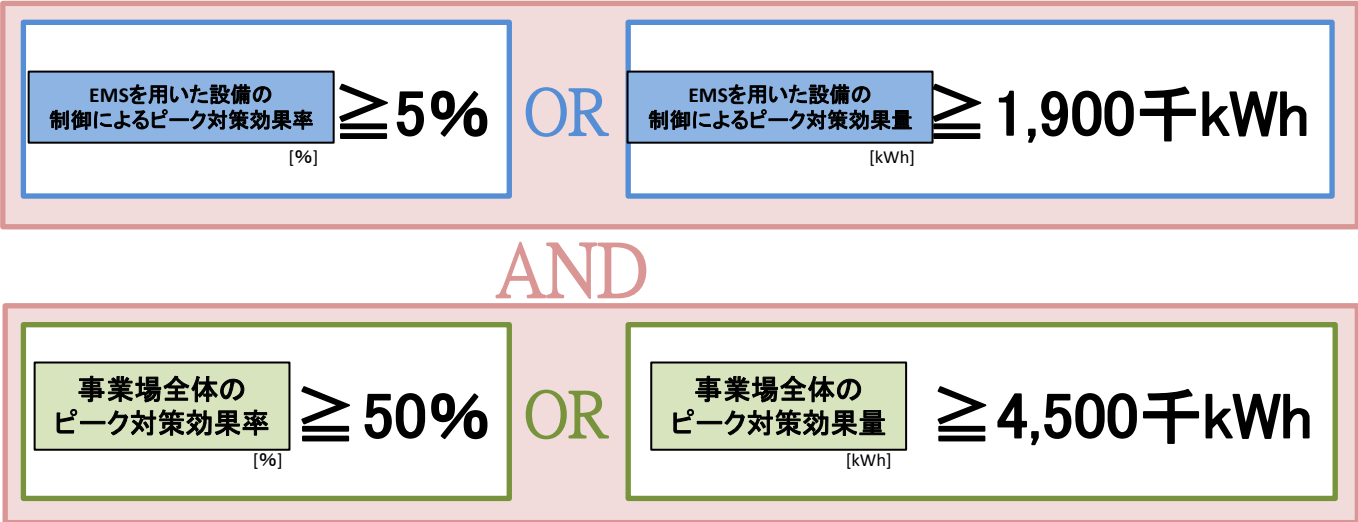 EMSを用いた設備の
制御によるピーク対策効果率
≧5%
[%]
OR
EMSを用いた設備の
制御によるピーク対策効果量
≧1,900千kWh
[kWh]
AND
事業場全体の
ピーク対策効果率
≧50%
[%]
OR
事業場全体の
ピーク対策効果量
≧4,500千kWh
[kWh]